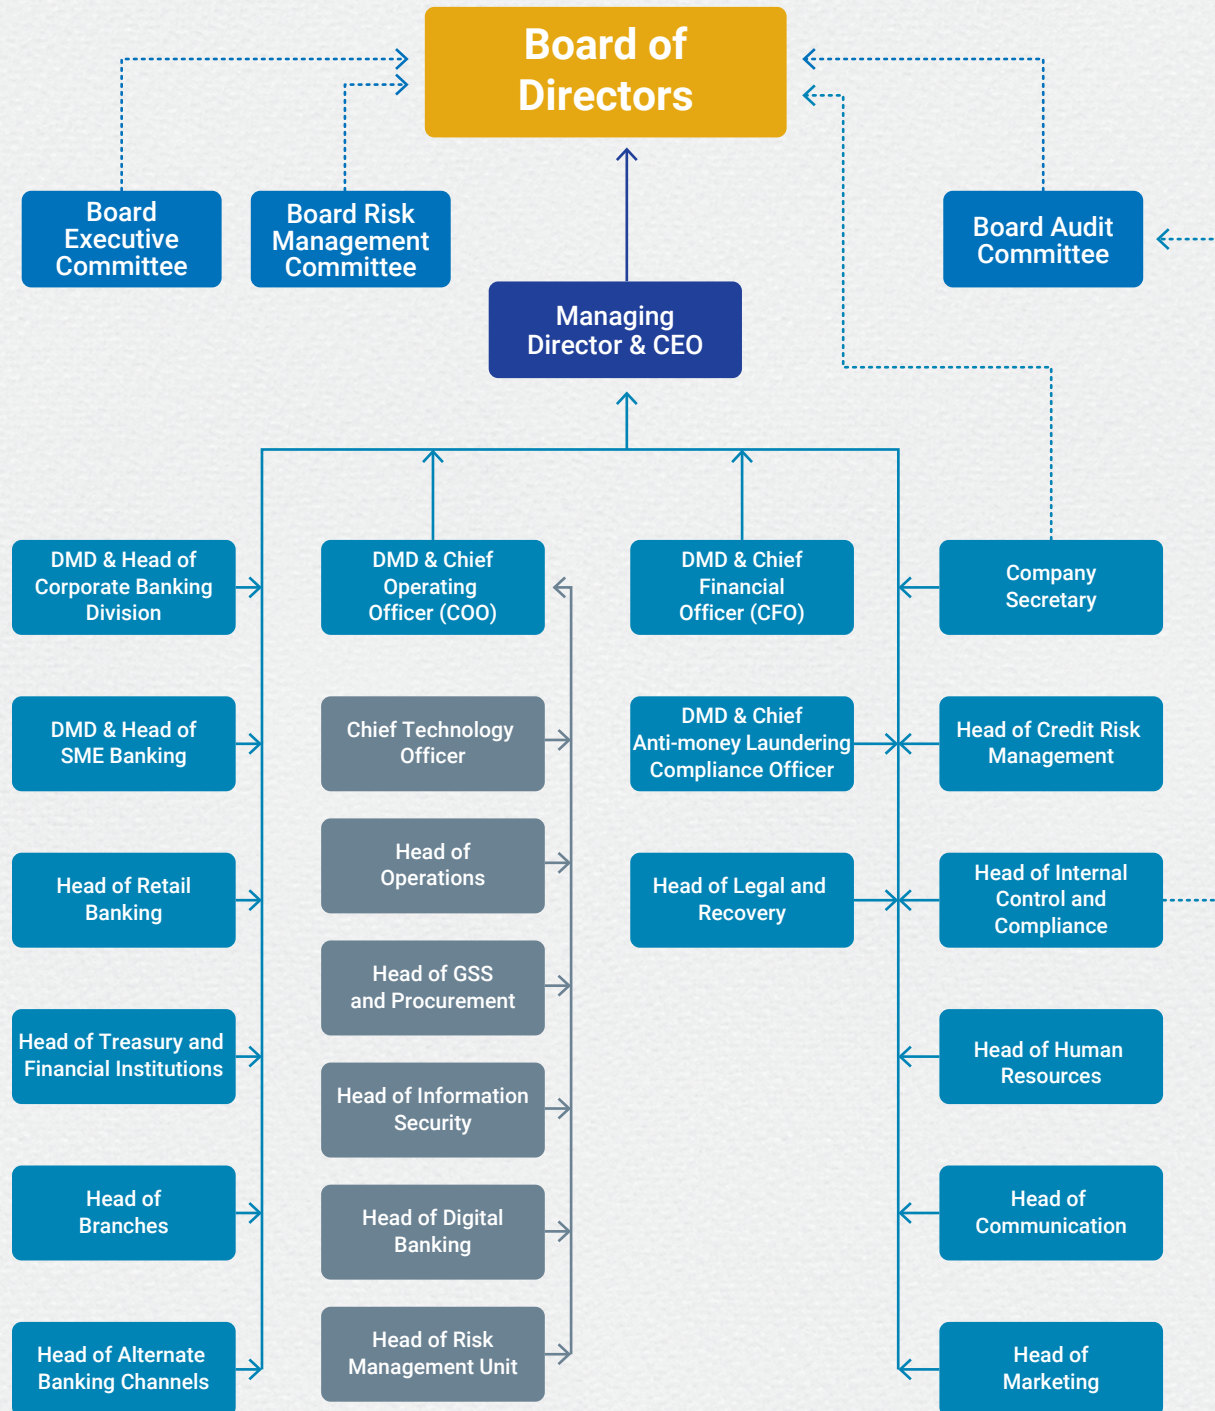 Board of
Directors
Board
Executive
Committee
Board Risk
Management
Committee
Board Audit
Committee
Managing
Director & CEO
DMD & Head of
Corporate Banking
Division
DMD & Chief
Operating
Officer (COO)
DMD & Chief
Financial
Officer (CFO)
Company
Secretary
DMD & Head of
SME Banking
Chief Technology
Officer
DMD & Chief
Anti-money Laundering
Compliance Officer
Head of Credit Risk
Management
Head of Retail
Banking
Head of
Operations
Head of Legal and
Recovery
Head of Internal
Control and
Compliance
Head of Treasury and
Financial Institutions
Head of GSS
and Procurement
Head of Information
Security
Head of Human
Resources
Head of
Branches
Head of Digital
Banking
Head of
Communication
Head of Alternate
Banking Channels
Head of Risk
Management Unit
Head of
Marketing